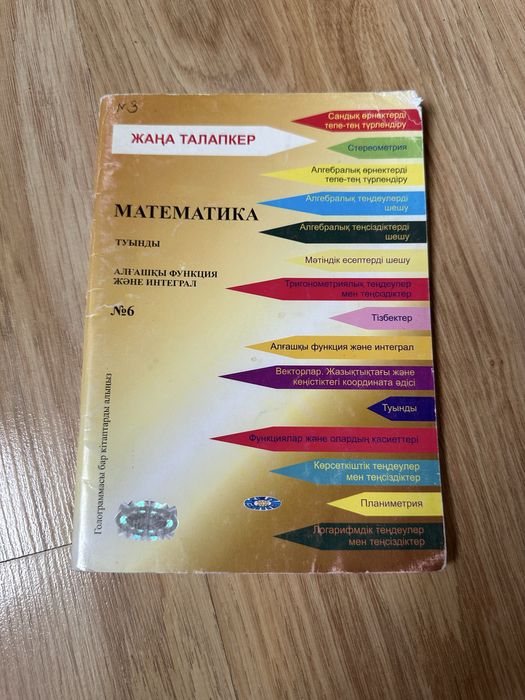 №3
ЖАҢА ТАЛАПКЕР
МАТЕМАТИКА
ТУЫНДЫ
АЛҒАШҚЫ ФУНКЦИЯ
ЖӘНЕ ИНТЕГРАЛ
№6
Голограммасы бар кітаптарды алыңыз
Сандық өрнектерді
тепе-тең түрлендіру
Стереометрия
Алгебралық өрнектерді
тепе-тең түрлендіру
Алгебралық теңдеулерді
шешу
Алгебралық теңсіздіктерді
шешу
Мәтіндік есептерді шешу
Тригонометриялық теңдеулер
мен теңсіздіктер
Тізбектер
Алғашқы функция және интеграл
Векторлар. Жазықтықтағы және
кеңістіктегі координата әдісі
Туынды
Функциялар және олардың қасиеттері
Көрсеткіштік теңдеулер
мен теңсіздіктер
Планиметрия
Логарифмдік теңдеулер
мен теңсіздіктер